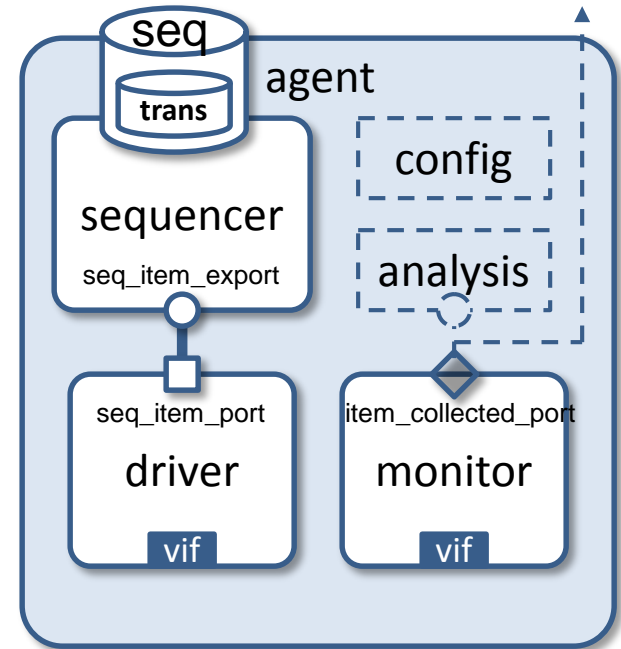 seq
trans
agent
config
sequencer
seq_item_export
analysis
seq_item_port
driver
vif
item_collected_port
monitor
vif